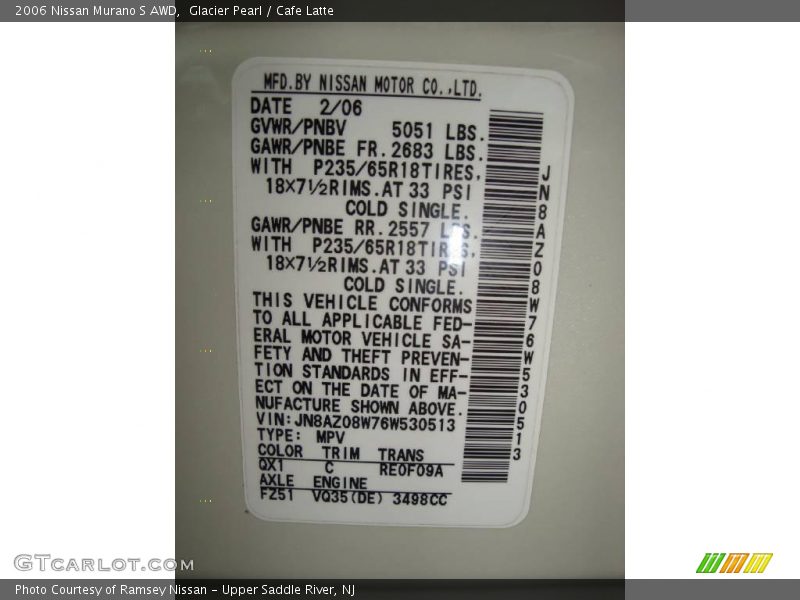 2006 Nissan Murano S AWD,  Glacier Pearl / Cafe Latte
MFD.BY NISSAN MOTOR CO.,LTD.
DATE 2/06
GVWR/PNBV 5051 LBS.
GAWR/PNBE FR. 2683 LBS.
WITH P235/65R18TIRES,
18×7½RIMS.AT 33 PSI
COLD SINGLE.
GAWR/PNBE RR. 2557 LBS.
WITH P235/65R18TIRES,
18×7½RIMS.AT 33 PSI
COLD SINGLE.
THIS VEHICLE CONFORMS
TO ALL APPLICABLE FED-
ERAL MOTOR VEHICLE SA-
FETY AND THEFT PREVEN-
TION STANDARDS IN EFF-
ECT ON THE DATE OF MA-
NUFACTURE SHOWN ABOVE.
VIN:JN8AZ08W76W530513
TYPE: MPV
COLOR TRIM TRANS
QX1 C RE0F09A
AXLE ENGINE
FZ51 VQ35(DE) 3498CC
JN8AZ08W76W530513
GTcarlot.com
Photo Courtesy of Ramsey Nissan - Upper Saddle River, NJ